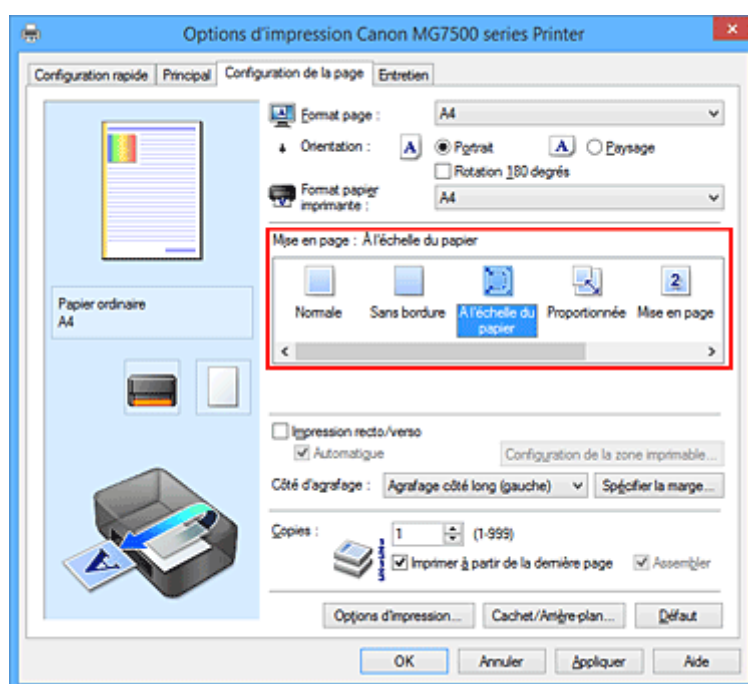 Options d'impression Canon MG7500 series Printer
Configuration rapide Principal Configuration de la page Entretien
Format page : A4
Orientation : A Portrait A Paysage
Rotation 180 degrés
Format papier
imprimante : A4
Mise en page : À l'échelle du papier
Normale Sans bordure À l'échelle du papier Proportionnée Mise en page
Papier ordinaire
A4
Impression recto/verso
Automatique Configuration de la zone imprimable...
Côté d'agrafage : Agrafage côté long (gauche) Spécifier la marge...
Copies : 1 (1-999)
Imprimer à partir de la dernière page Assembler
Options d'impression... Cachet/Arrière-plan... Défaut
OK Annuler Appliquer Aide